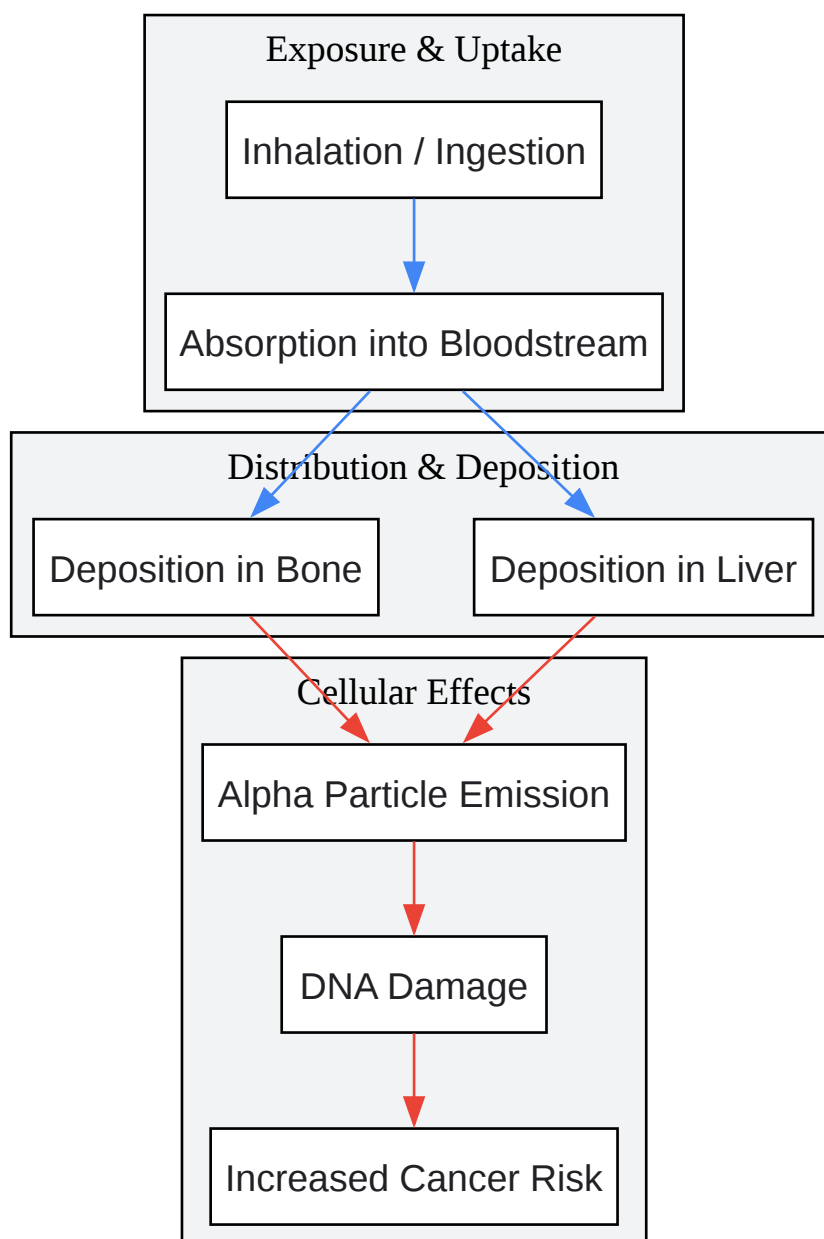 Exposure & Uptake
Inhalation / Ingestion
Absorption into Bloodstream
Distribution & Deposition
Deposition in Bone
Deposition in Liver
Cellular Effects
Alpha Particle Emission
DNA Damage
Increased Cancer Risk